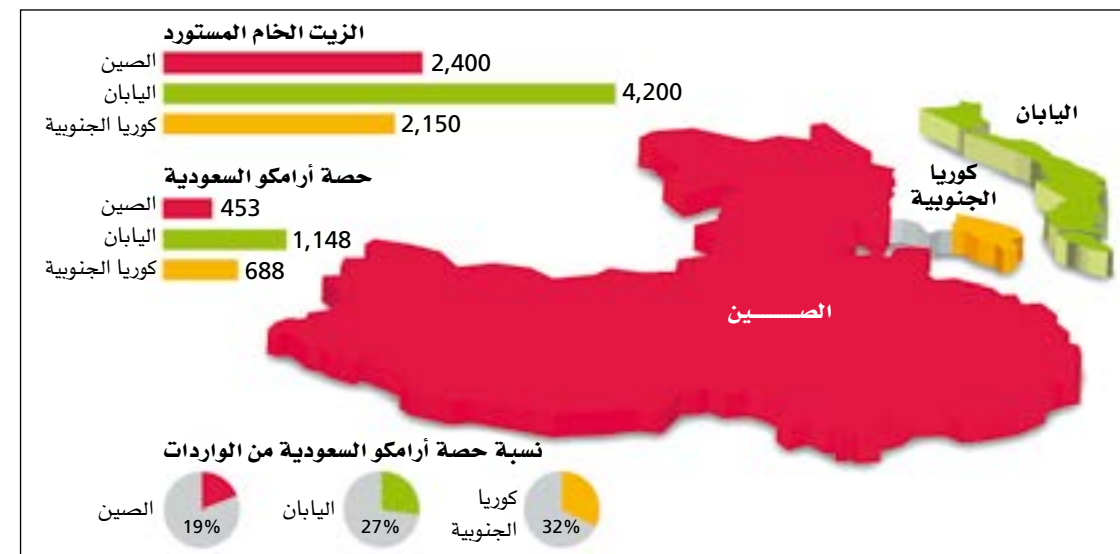 الزيت الخام المستورد
الصين 2,400
اليابان 4,200
كوريا الجنوبية 2,150
حصة أرامكو السعودية
الصين 453
اليابان 1,148
كوريا الجنوبية 688
اليابان
كوريا
الجنوبية
الصـــــــين
نسبة حصة أرامكو السعودية من الواردات
كوريا
الجنوبية
32%
اليابان
27%
الصين
19%